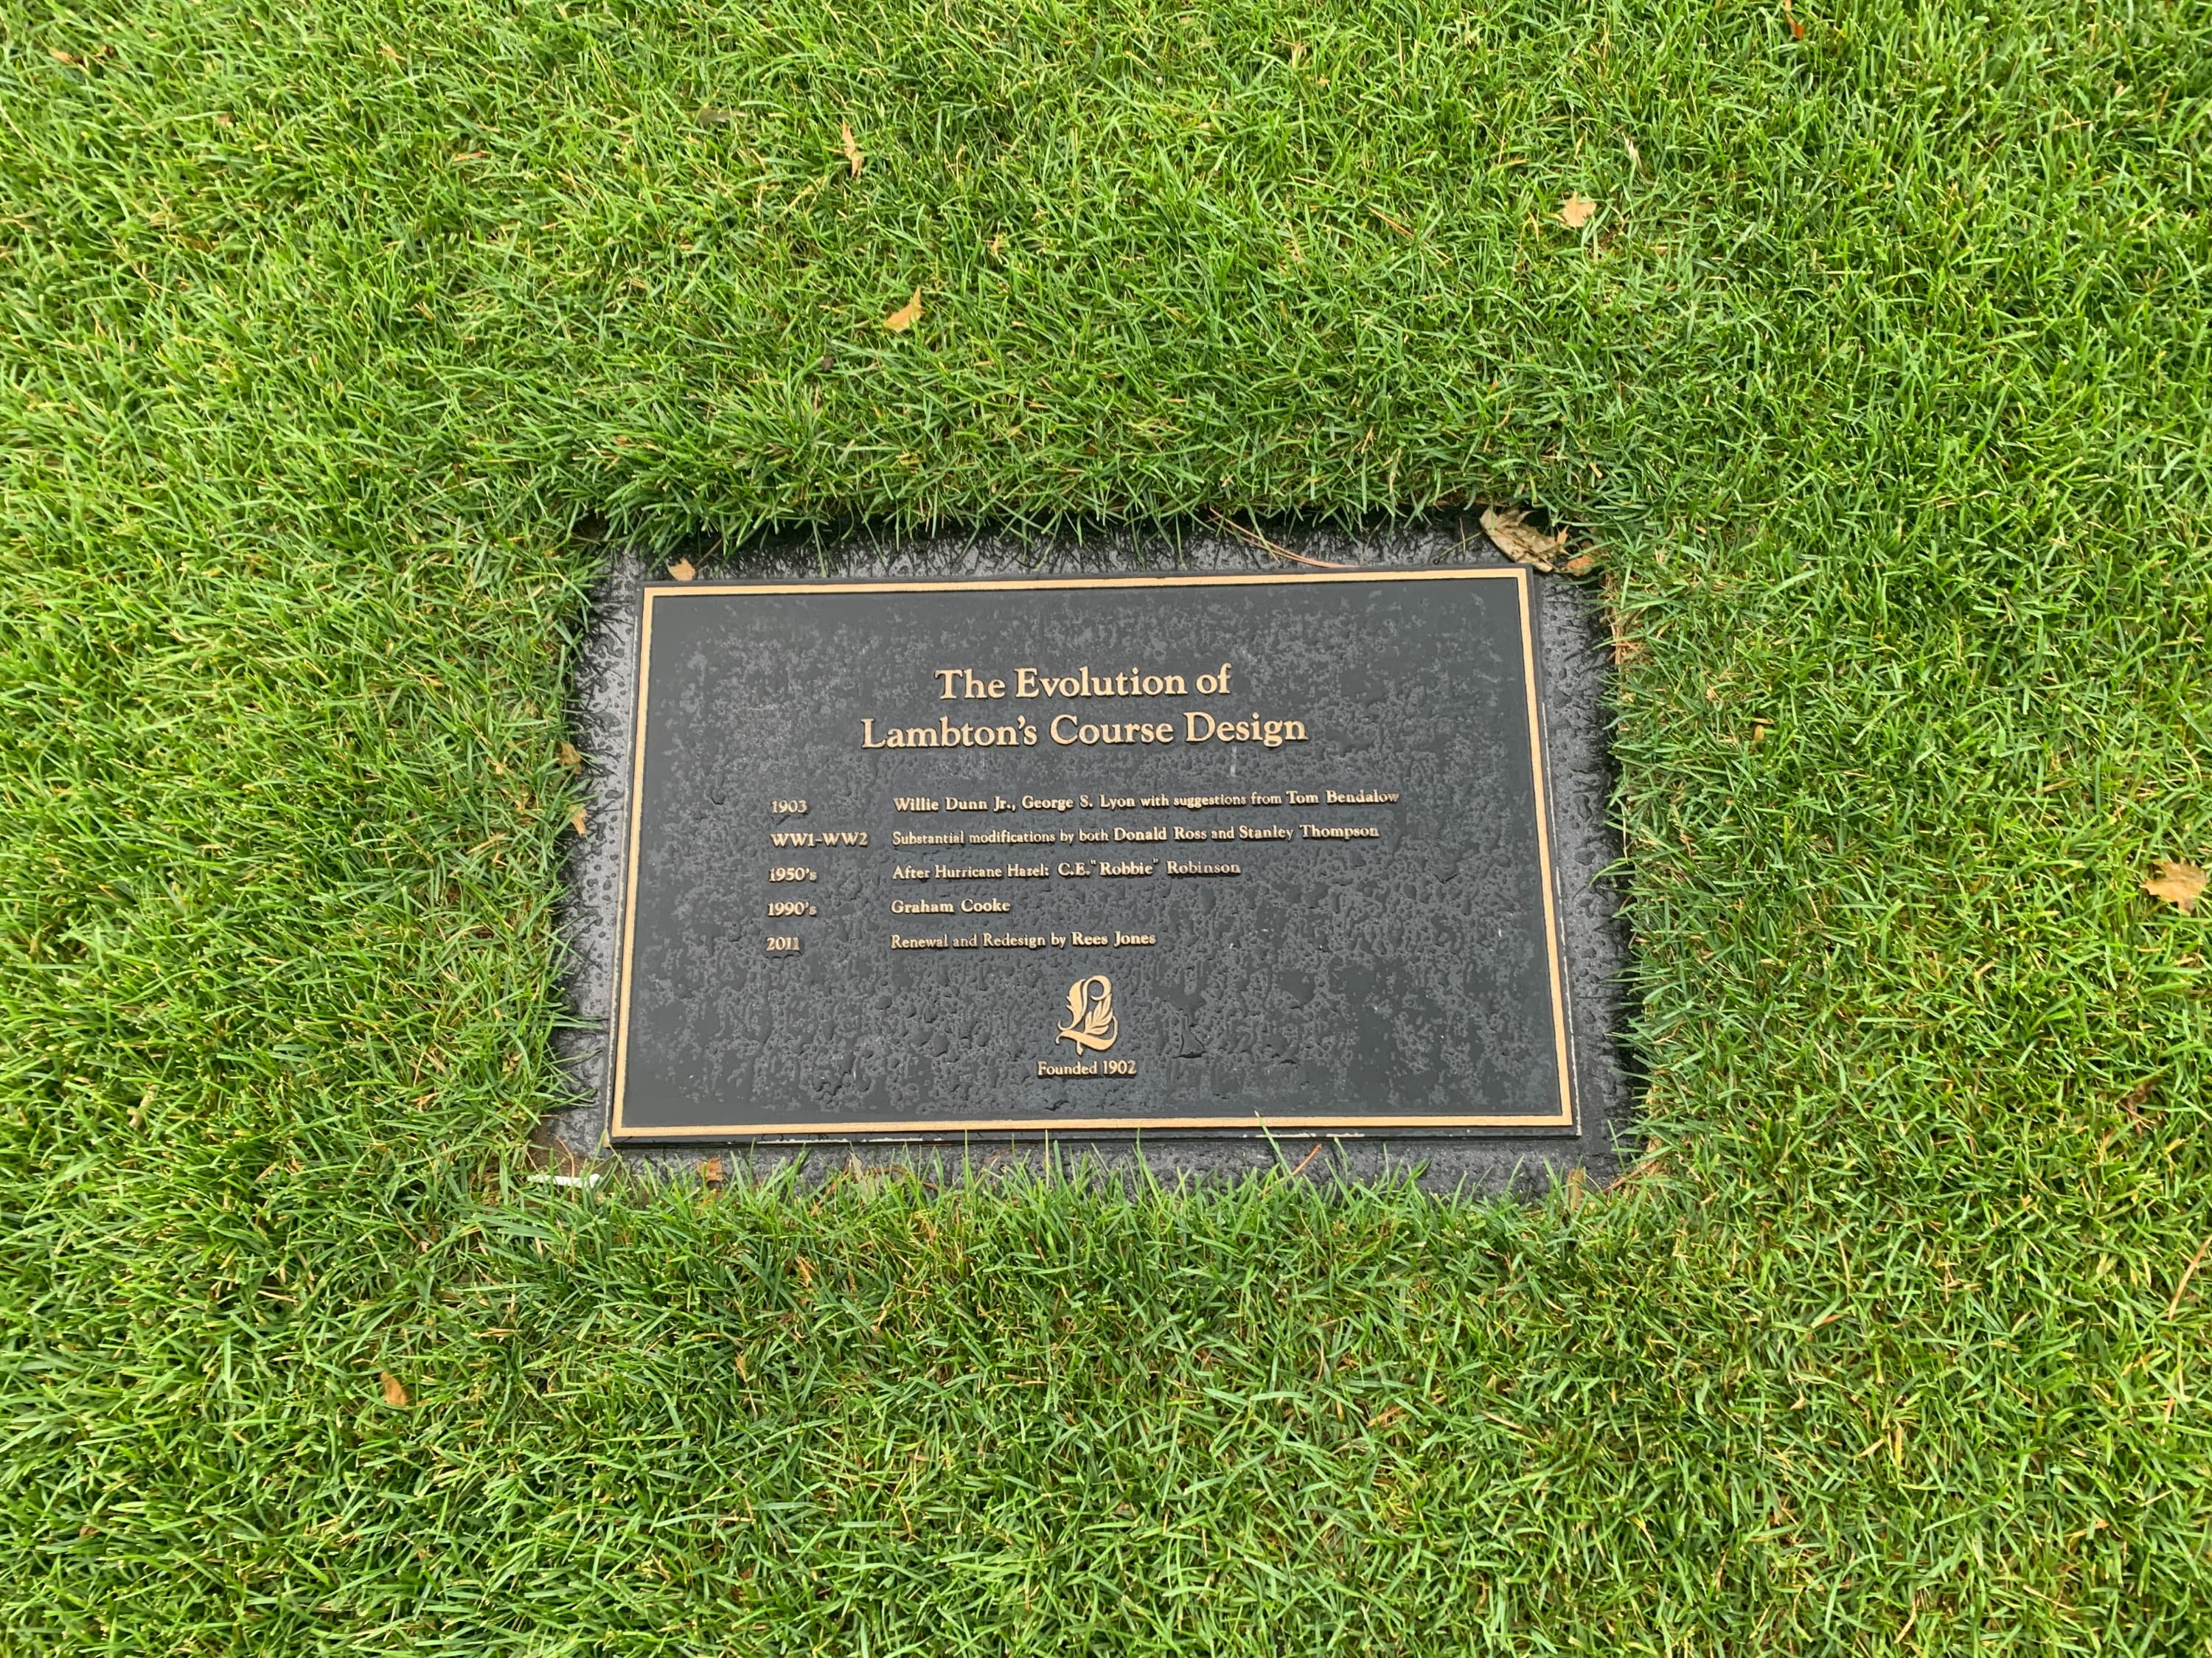 The Evolution of
Lambton's Course Design
1903 Willie Dunn Jr., George S. Lyon with suggestions from Tom Bendalow
WW1-WW2 Substantial modifications by both Donald Ross and Stanley Thompson
1950's After Hurricane Hazel: C.E. "Robbie" Robinson
1990's Graham Cooke
2011 Renewal and Redesign by Rees Jones
L
Founded 1902